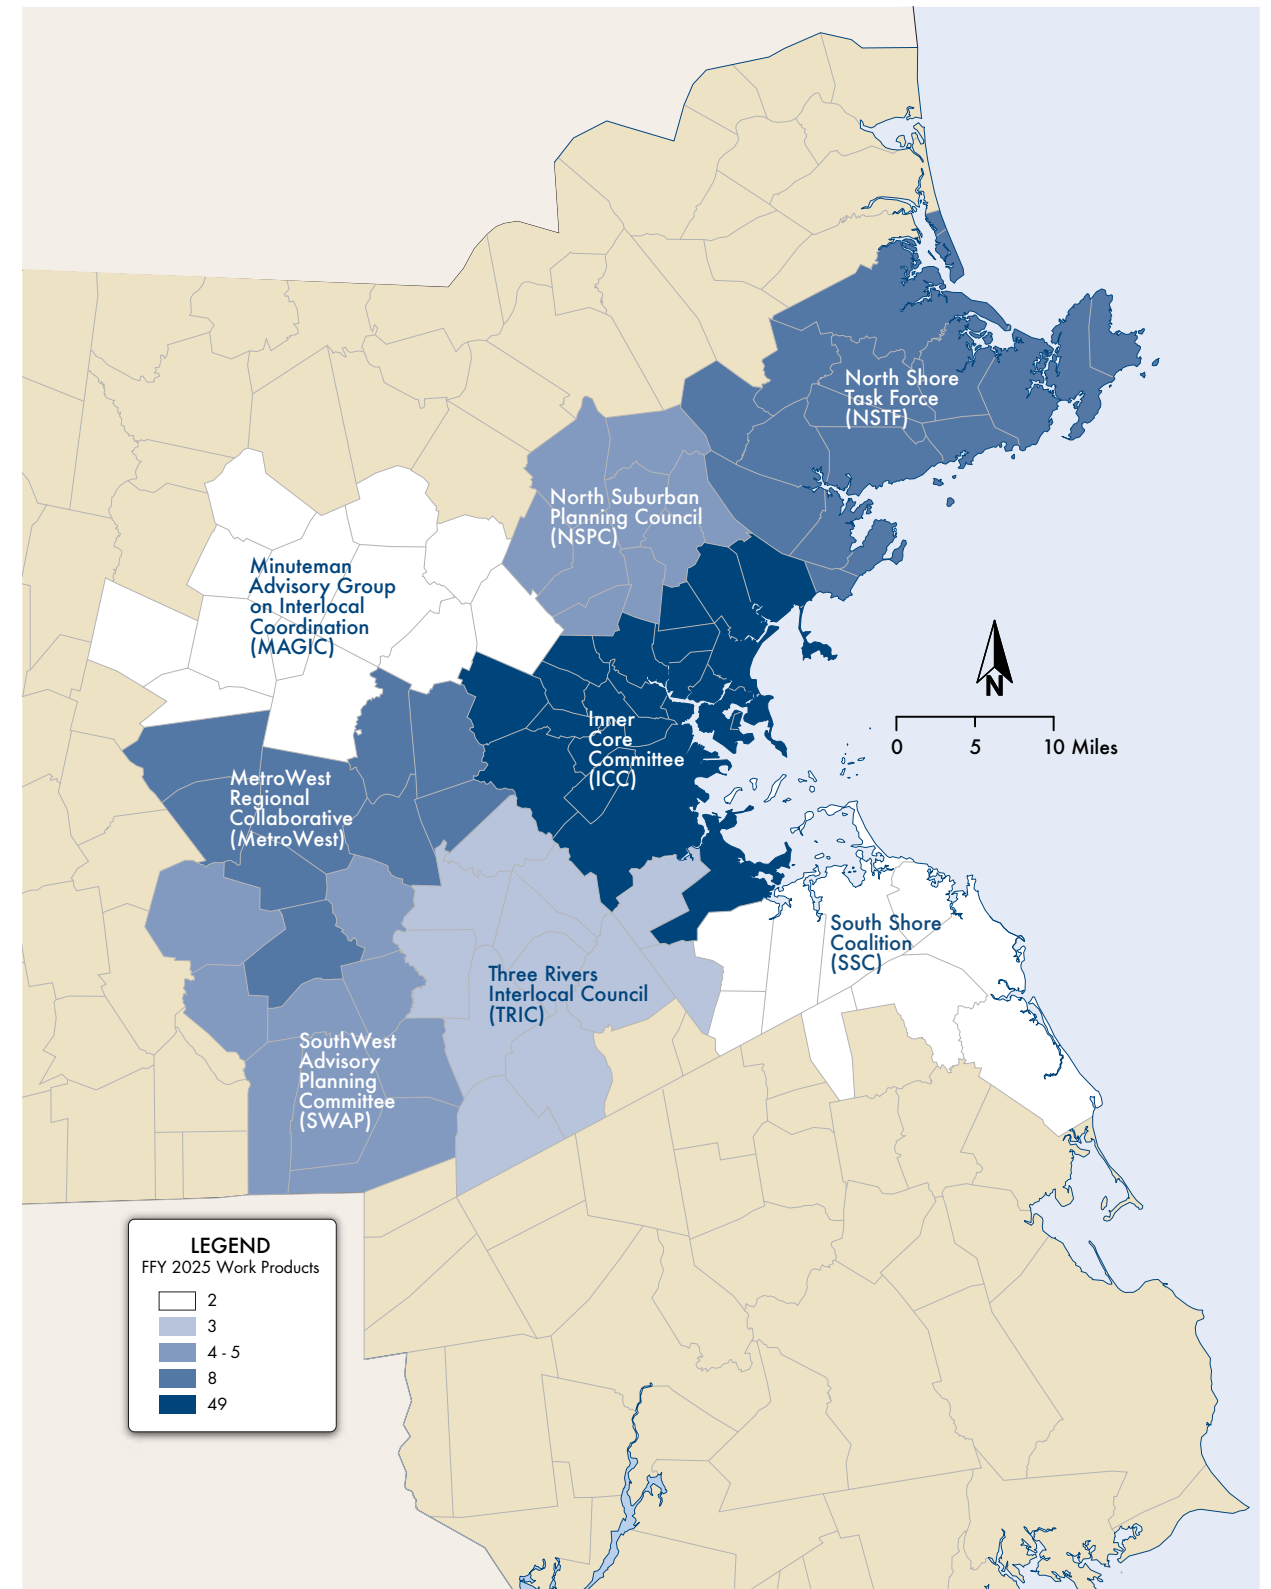 North Shore
Task Force
(NSTF)
North Suburban
Planning Council
(NSPC)
Minuteman
Advisory Group
on Interlocal
Coordination
(MAGIC)
N
0 5 10 Miles
Inner
Core
Committee
(ICC)
MetroWest
Regional
Collaborative
(MetroWest)
South Shore
Coalition
(SSC)
Three Rivers
Interlocal Council
(TRIC)
SouthWest
Advisory
Planning
Committee
(SWAP)
LEGEND
FFY 2025 Work Products
2
3
4 - 5
8
49